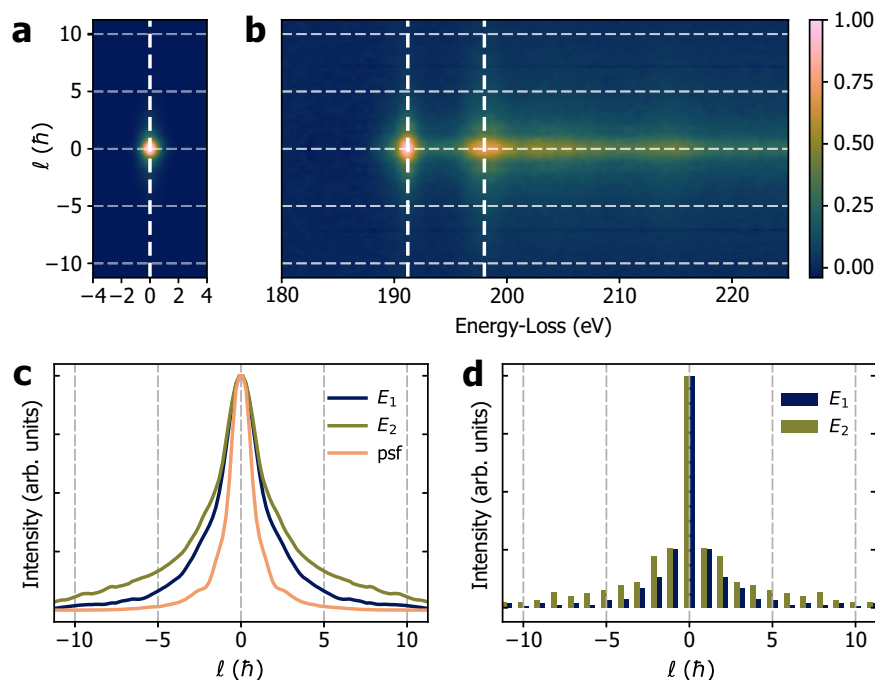 a
b
10
5
0
−5
−10
ℓ (ħ)
−4 −2 0 2 4
180 190 200 210 220
Energy-Loss (eV)
1.00
0.75
0.50
0.25
0.00
c
E1
E2
psf
Intensity (arb. units)
−10 −5 0 5 10
ℓ (ħ)
d
E1
E2
Intensity (arb. units)
−10 −5 0 5 10
ℓ (ħ)